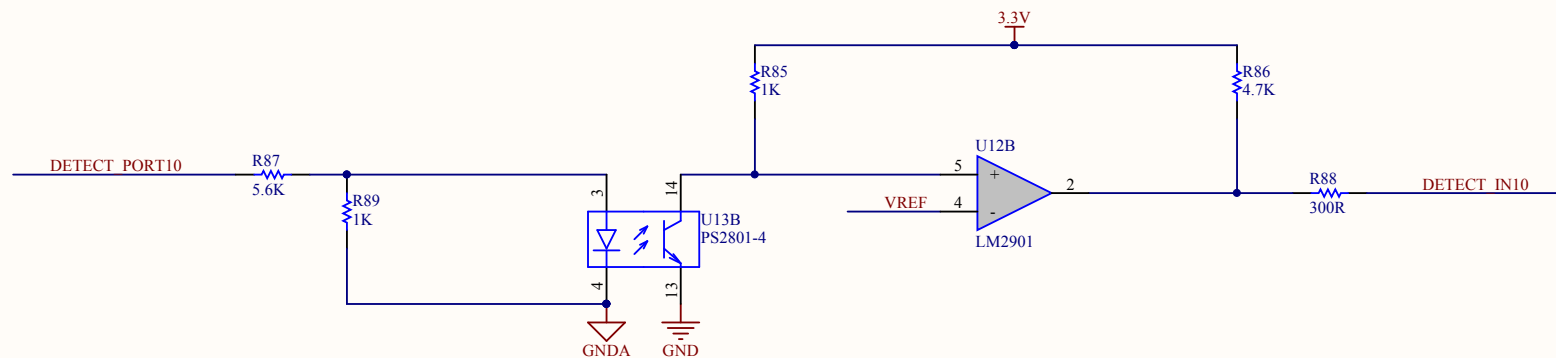 3.3V
R85
1K
R86
4.7K
U12B
DETECT_PORT10
R87
5.6K
R89
1K
3
14
5
+
2
R88
300R
DETECT_IN10
VREF
4
-
LM2901
U13B
PS2801-4
4
13
GNDA
GND